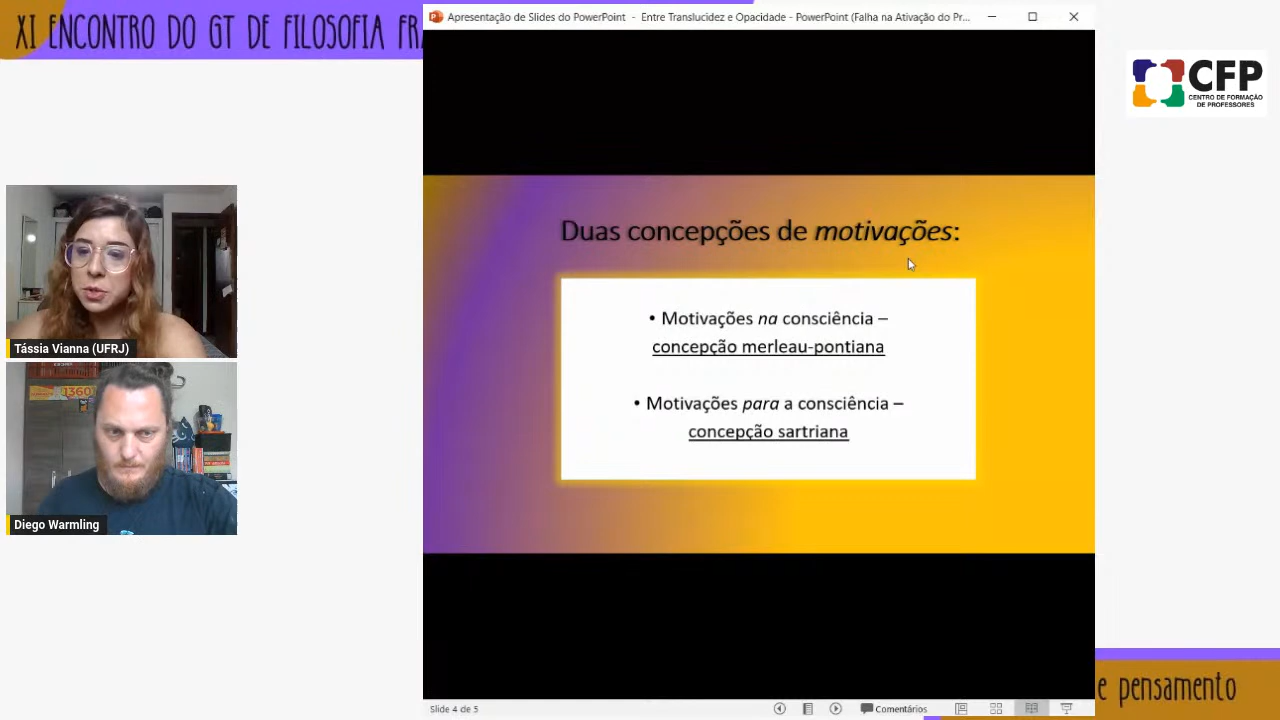 XI ENCONTRO DO GT DE FILOSOFIA FRA
Apresentação de Slides do PowerPoint - Entre Translucidez e Opacidade - PowerPoint (Falha na Ativação do Pr...
CFP
CENTRO DE FORMAÇÃO
DE PROFESSORES
Duas concepções de motivações:
• Motivações na consciência –
concepção merleau-pontiana
• Motivações para a consciência –
concepção sartriana
Tássia Vianna (UFRJ)
1360
Diego Warmling
e pensamento
Slide 4 de 5
Comentários